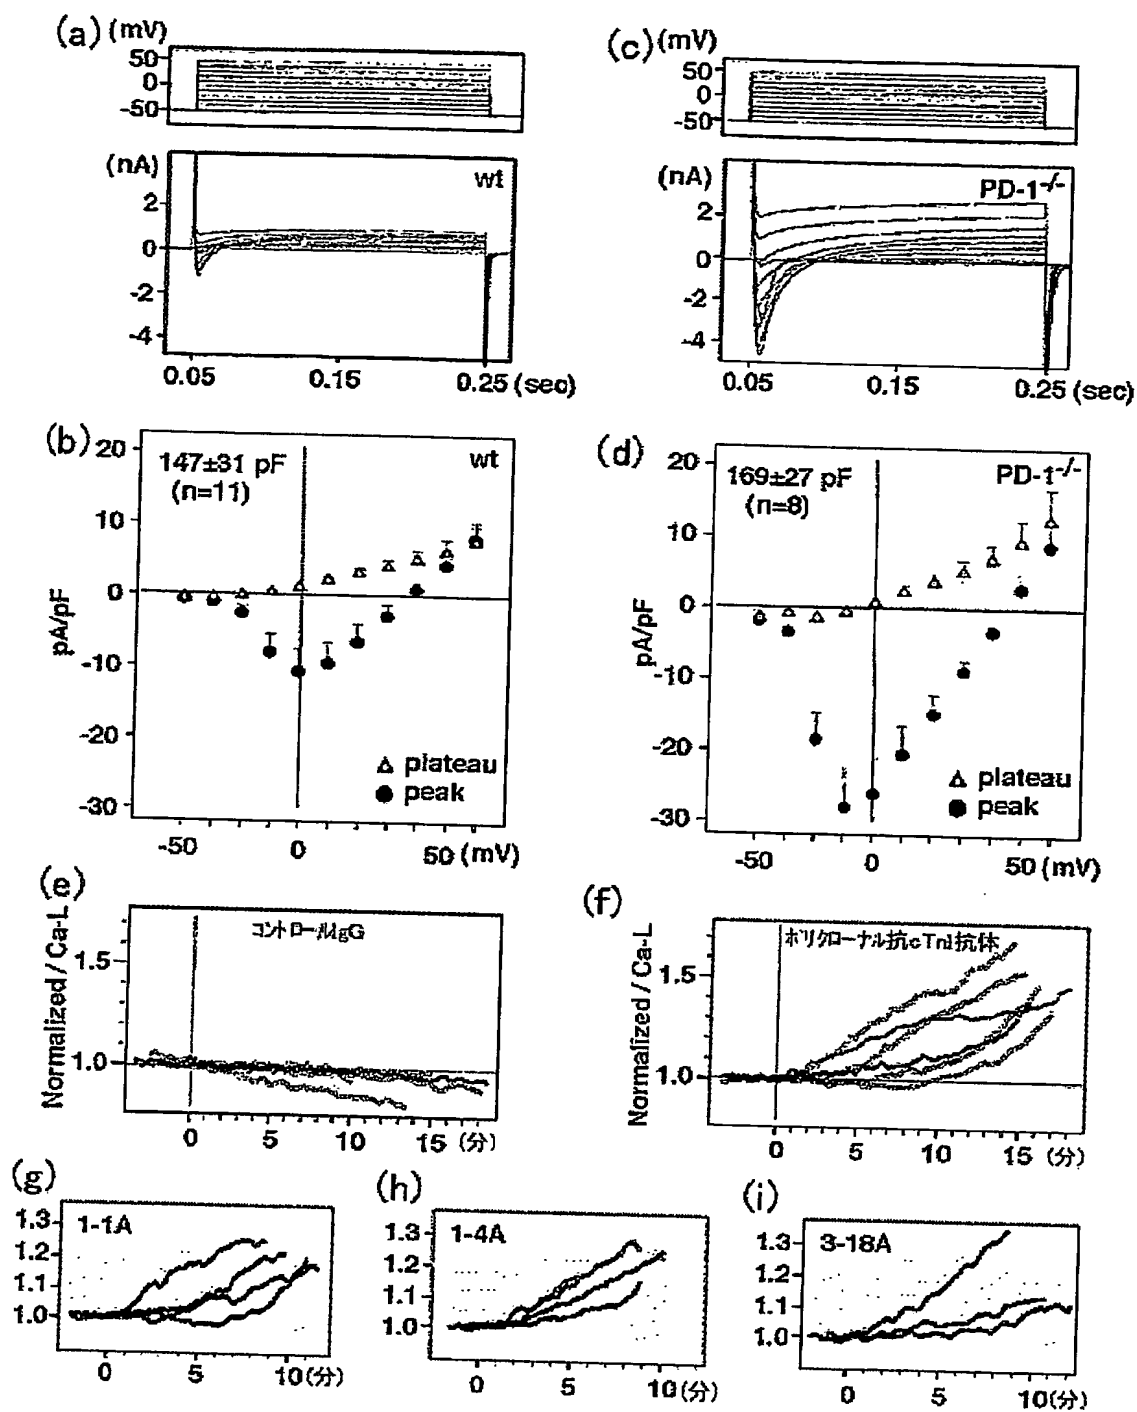 (a) (mV)
50
0
-50
(nA)
wt
2
0
-2
-4
0.05 0.15 0.25 (sec)
(c) (mV)
50
0
-50
(nA)
PD-1-/-
2
0
-2
-4
0.05 0.15 0.25 (sec)
(b)
20
147±31 pF
(n=11)
wt
10
0
pA/pF
-10
-20
-30
△ plateau
● peak
-50 0 50 (mV)
(d)
20
169±27 pF
(n=8)
PD-1-/-
10
0
pA/pF
-10
-20
-30
△ plateau
● peak
-50 0 50 (mV)
(e)
コントロールIgG
Normalized / Ca-L
1.5
1.0
0 5 10 15 (分)
(f)
ポリクローナル抗cTnI抗体
Normalized / Ca-L
1.5
1.0
0 5 10 15 (分)
(g)
1-1A
1.3
1.2
1.1
1.0
0 5 10(分)
(h)
1-4A
1.3
1.2
1.1
1.0
0 5 10(分)
(i)
3-18A
1.3
1.2
1.1
1.0
0 5 10(分)